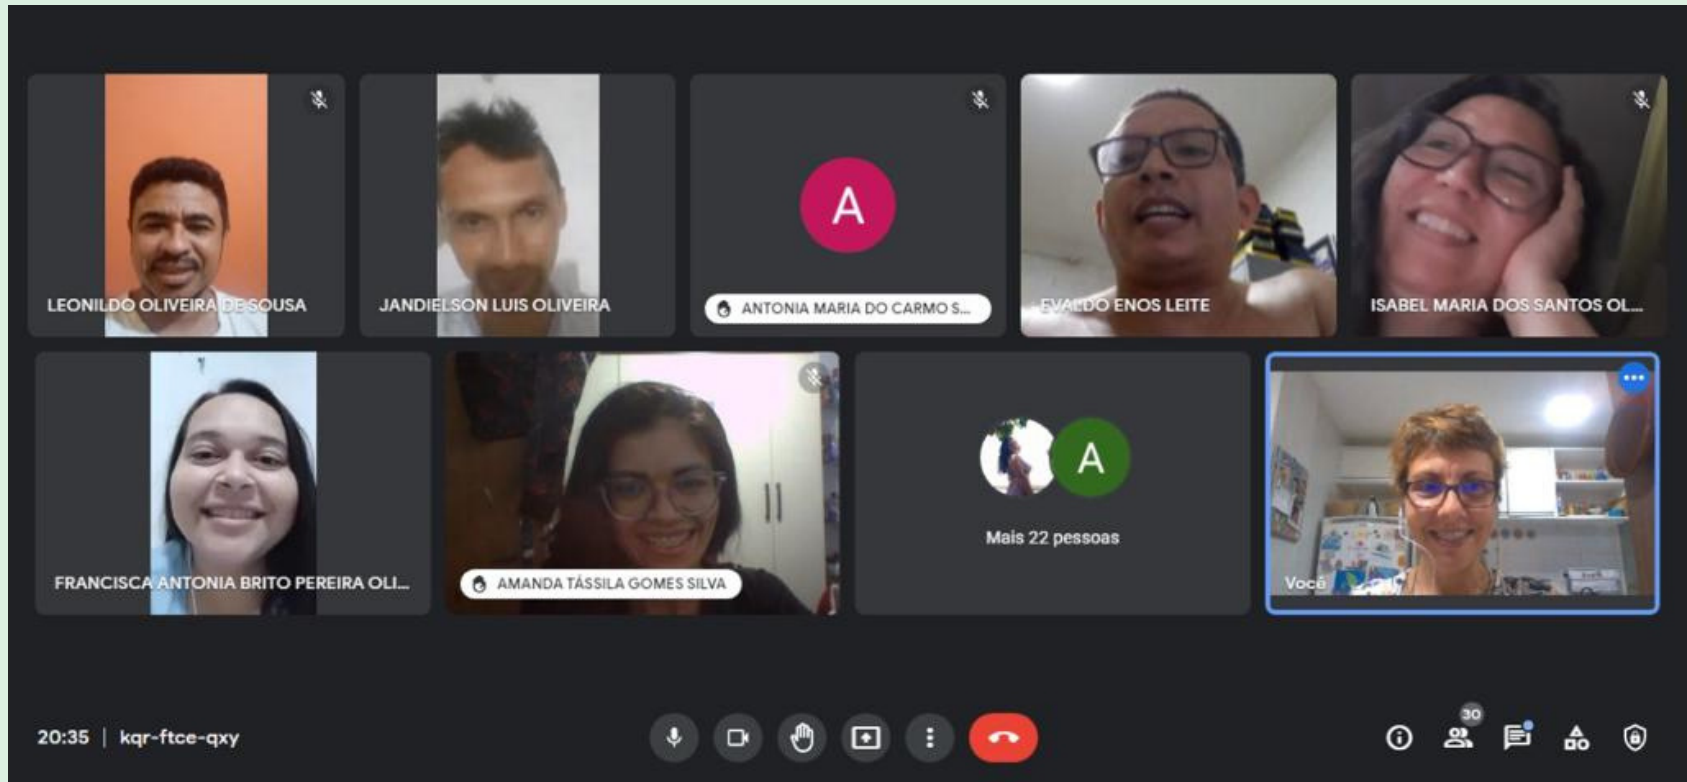 A
LEONILDO OLIVEIRA DE SOUSA
JANDIELSON LUIS OLIVEIRA
ANTONIA MARIA DO CARMO S...
EVALDO ENOS LEITE
ISABEL MARIA DOS SANTOS OL...
A
Mais 22 pessoas
FRANCISCA ANTONIA BRITO PEREIRA OLI...
AMANDA TÁSSILA GOMES SILVA
Você
30
20:35 | kqr-ftce-qxy